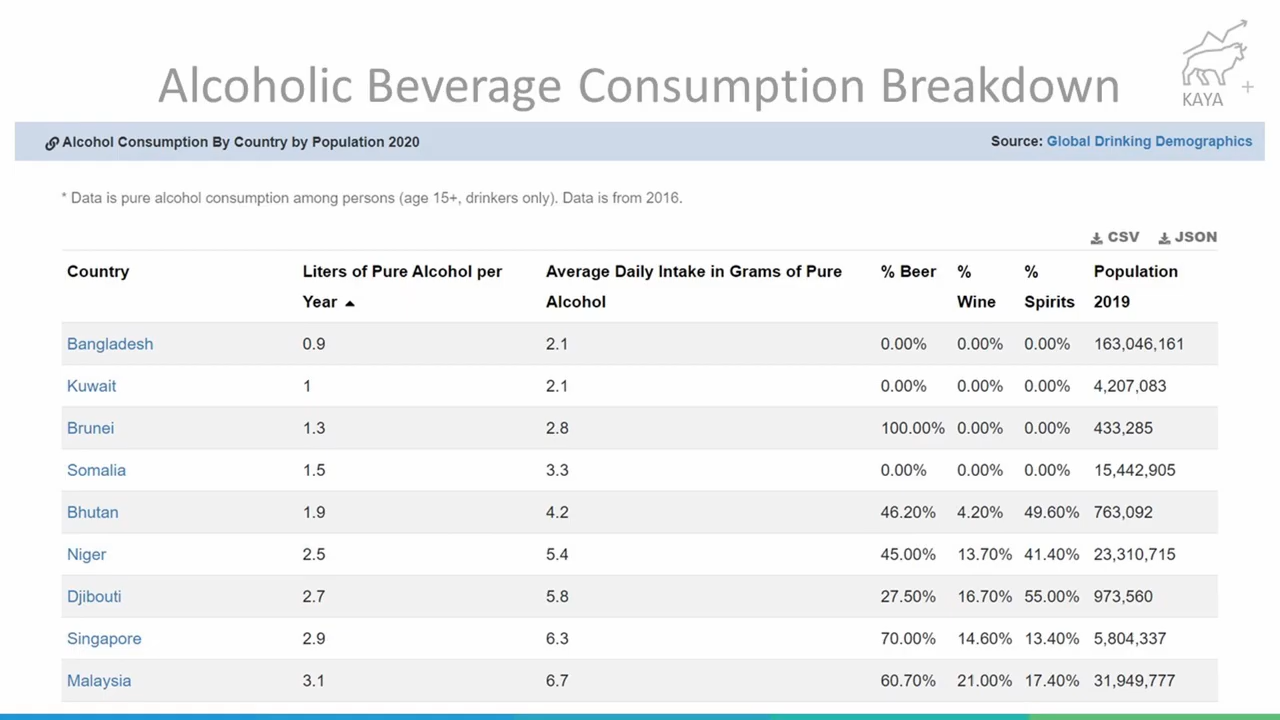 Alcoholic Beverage Consumption Breakdown
KAYA
Alcohol Consumption By Country by Population 2020 Source: Global Drinking Demographics
* Data is pure alcohol consumption among persons (age 15+, drinkers only). Data is from 2016.
CSV JSON
Country Liters of Pure Alcohol per Year Average Daily Intake in Grams of Pure Alcohol % Beer % Wine % Spirits Population 2019
Bangladesh 0.9 2.1 0.00% 0.00% 0.00% 163,046,161
Kuwait 1 2.1 0.00% 0.00% 0.00% 4,207,083
Brunei 1.3 2.8 100.00% 0.00% 0.00% 433,285
Somalia 1.5 3.3 0.00% 0.00% 0.00% 15,442,905
Bhutan 1.9 4.2 46.20% 4.20% 49.60% 763,092
Niger 2.5 5.4 45.00% 13.70% 41.40% 23,310,715
Djibouti 2.7 5.8 27.50% 16.70% 55.00% 973,560
Singapore 2.9 6.3 70.00% 14.60% 13.40% 5,804,337
Malaysia 3.1 6.7 60.70% 21.00% 17.40% 31,949,777